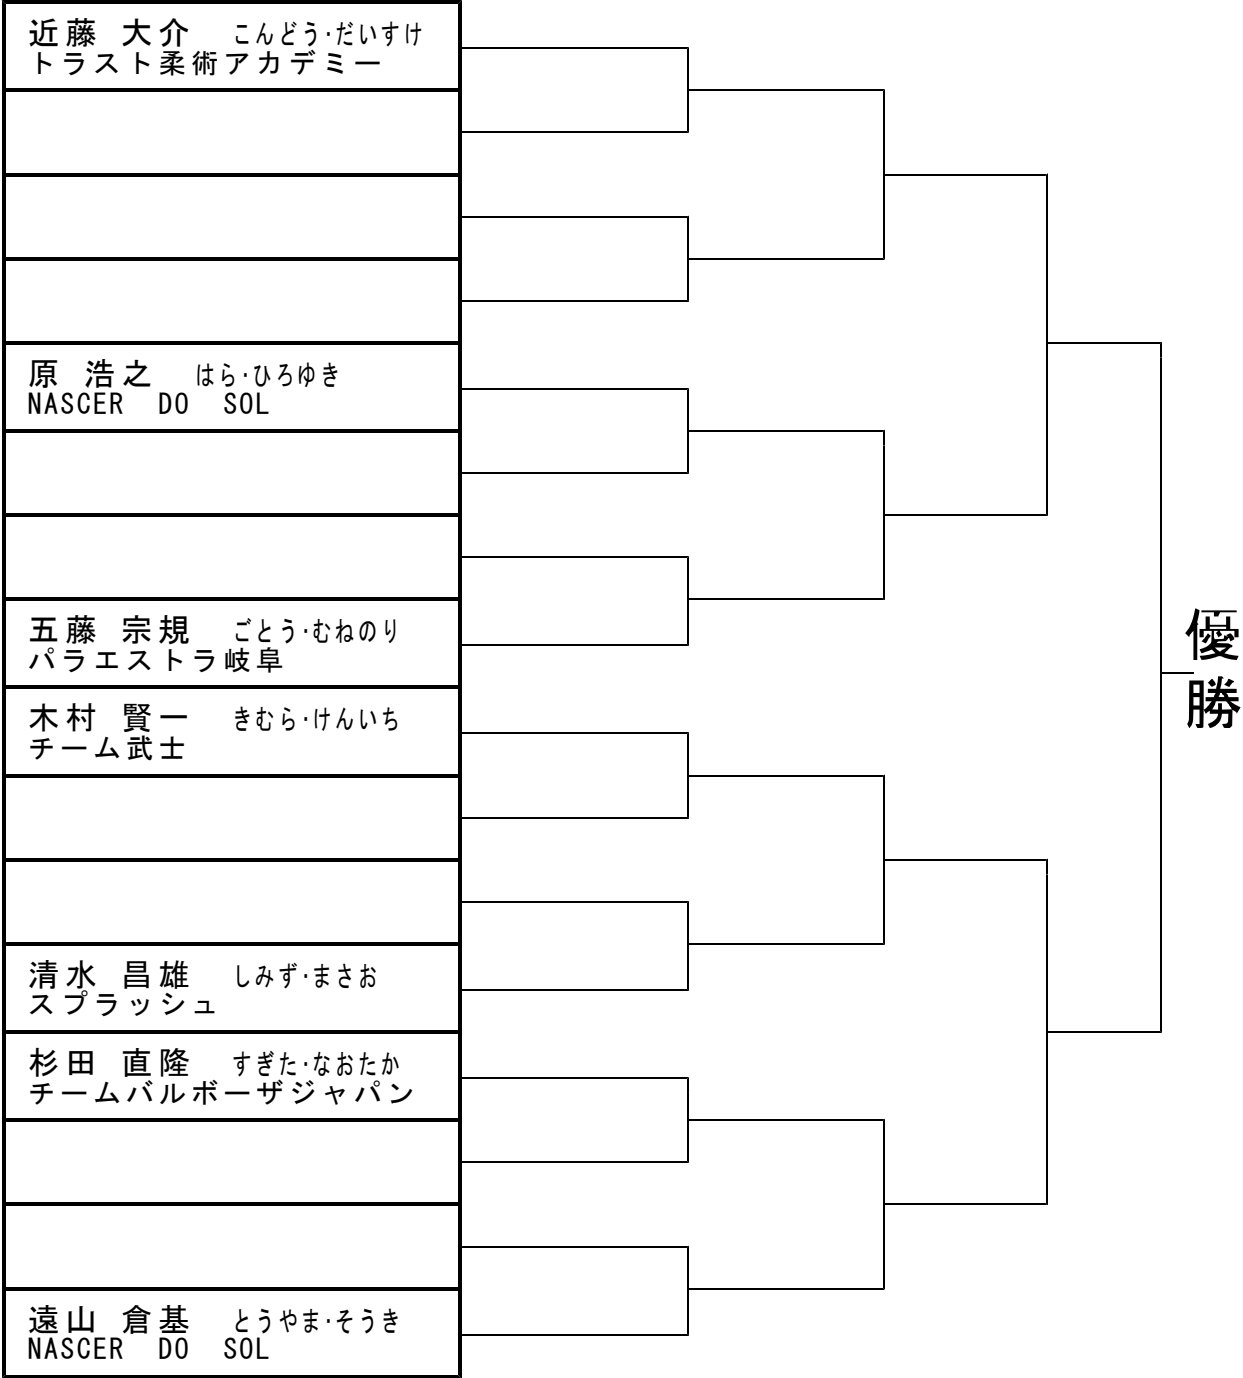 近藤 大介 こんどう・だいすけ
トラスト柔術アカデミー
原 浩之 はら・ひろゆき
NASCER DO SOL
五藤 宗規 ごとう・むねのり
パラエストラ岐阜
木村 賢一 きむら・けんいち
チーム武士
清水 昌雄 しみず・まさお
スプラッシュ
杉田 直隆 すぎた・なおたか
チームバルボーザジャパン
遠山 倉基 とうやま・そうき
NASCER DO SOL
優勝